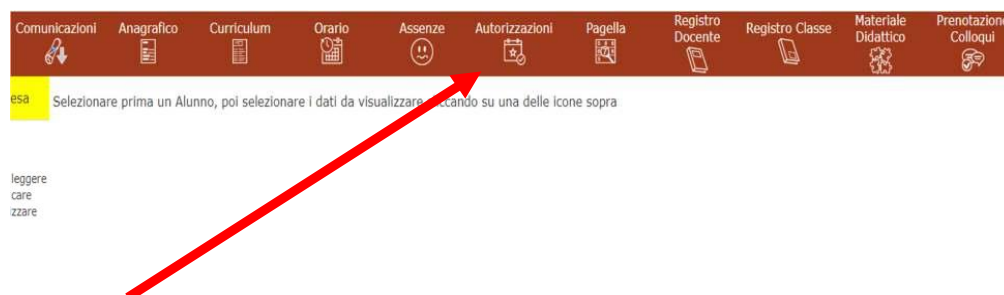 Comunicazioni Anagrafico Curriculum Orario Assenze Autorizzazioni Pagella Registro Docente Registro Classe Materiale Didattico Prenotazione Colloqui
esa Selezionare prima un Alunno, poi selezionare i dati da visualizzare su una delle icone sopra
leggere
care
zzare